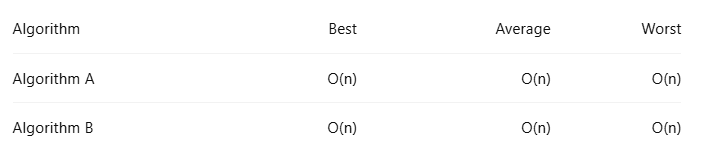 Algorithm Best Average Worst
Algorithm A O(n) O(n) O(n)
Algorithm B O(n) O(n) O(n)